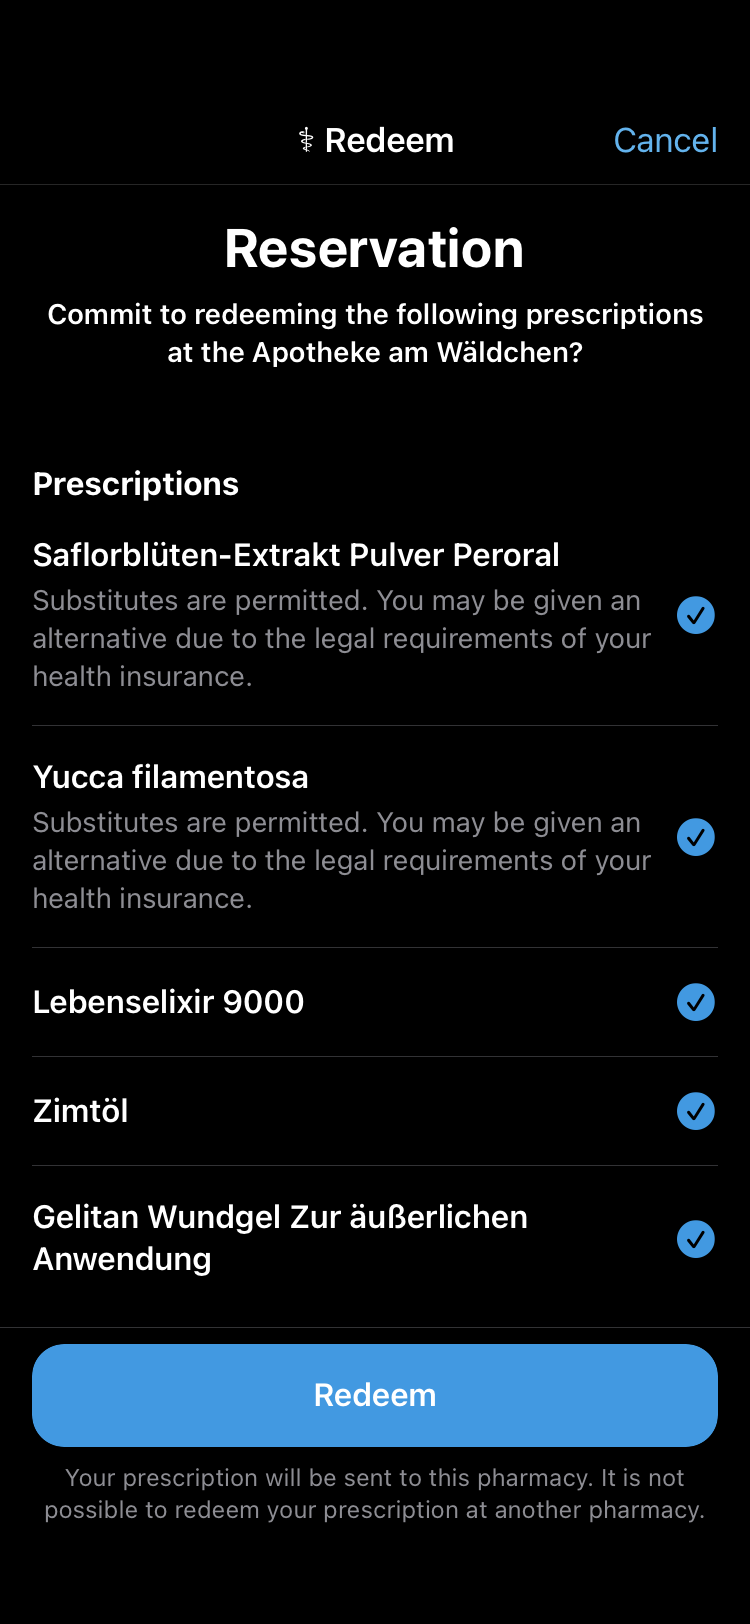 ⚕ Redeem
Cancel
Reservation
Commit to redeeming the following prescriptions
at the Apotheke am Wäldchen?
Prescriptions
Saflorblüten-Extrakt Pulver Peroral
Substitutes are permitted. You may be given an
alternative due to the legal requirements of your
health insurance.
Yucca filamentosa
Substitutes are permitted. You may be given an
alternative due to the legal requirements of your
health insurance.
Lebenselixir 9000
Zimtöl
Gelitan Wundgel Zur äußerlichen
Anwendung
Redeem
Your prescription will be sent to this pharmacy. It is not
possible to redeem your prescription at another pharmacy.